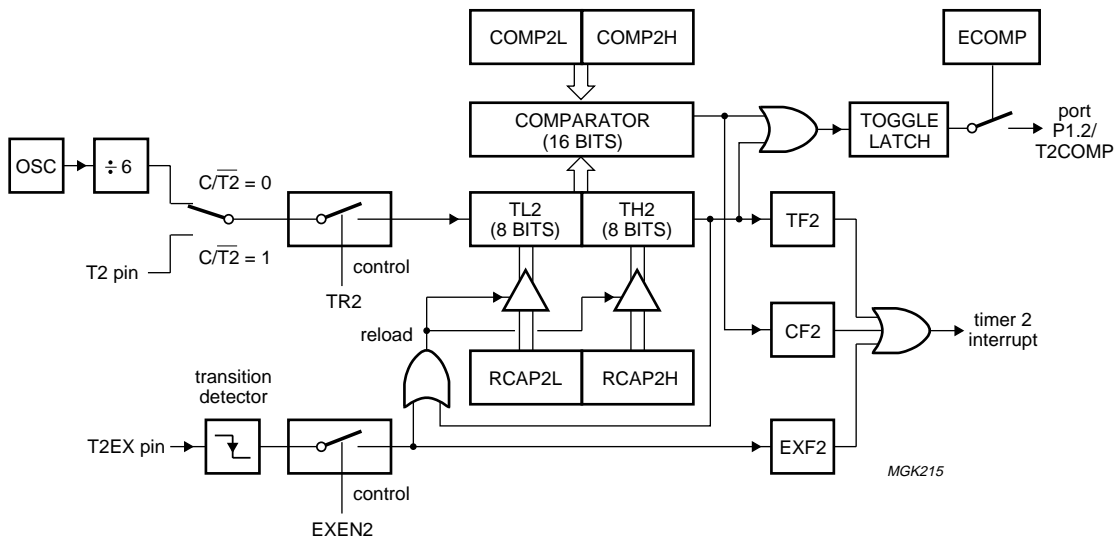 COMP2L COMP2H ECOMP
COMPARATOR
(16 BITS)
TOGGLE
LATCH
port
P1.2/
T2COMP
OSC ÷ 6
C/T̅2̅ = 0
TL2
(8 BITS)
TH2
(8 BITS)
TF2
C/T̅2̅ = 1
T2 pin
control
TR2
reload
CF2
timer 2
interrupt
RCAP2L RCAP2H
transition
detector
T2EX pin
EXF2
MGK215
control
EXEN2